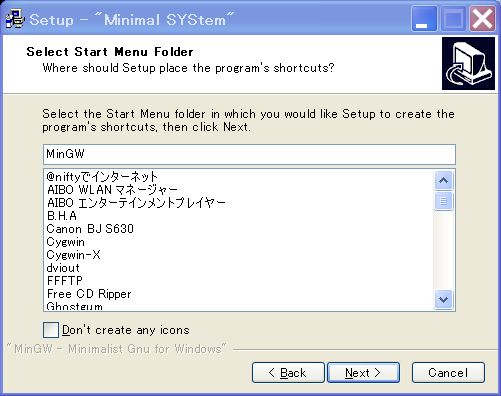 Setup - "Minimal SYStem"
Select Start Menu Folder
Where should Setup place the program's shortcuts?
Select the Start Menu folder in which you would like Setup to create the
program's shortcuts, then click Next.
MinGW
@niftyでインターネット
AIBO WLAN マネージャー
AIBO エンターテインメントプレイヤー
B.H.A
Canon BJ S630
Cygwin
Cygwin-X
dviout
FFFTP
Free CD Ripper
Ghostgum
Don't create any icons
"MinGW - Minimalist Gnu for Windows"
< Back
Next >
Cancel